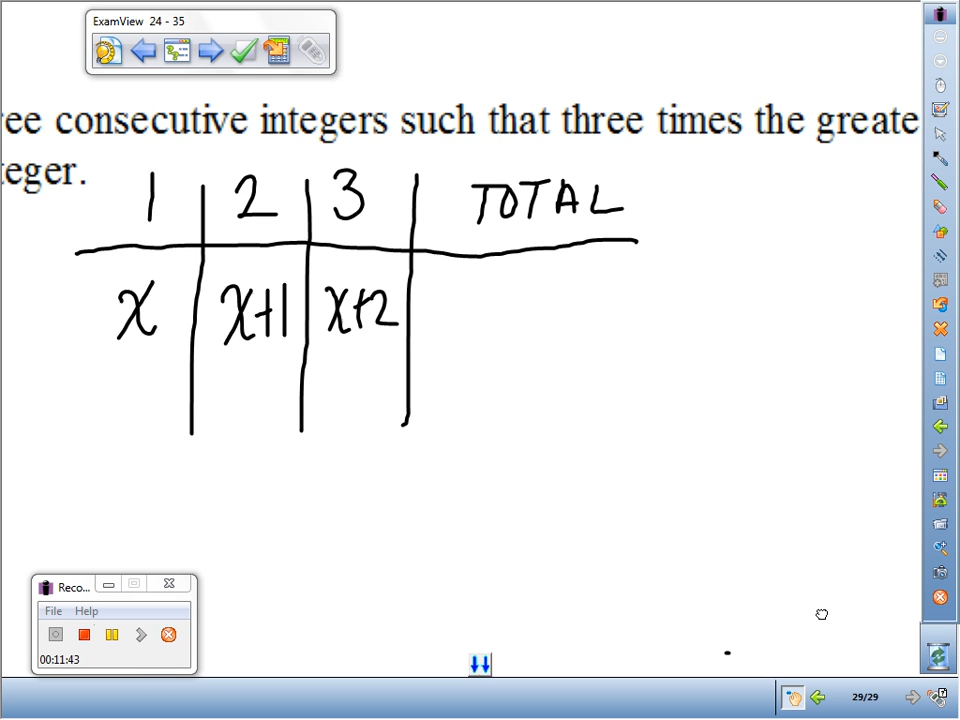 ExamView 24 - 35
ree consecutive integers such that three times the greate
teger.
1 2 3 TOTAL
x x+1 x+2
Reco...
File Help
00:11:43
29/29